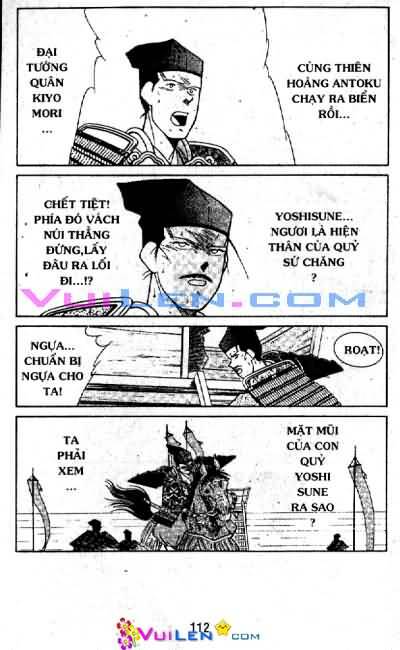 ĐẠI
TƯỚNG
QUÂN
KIYO
MORI
...
CÙNG THIÊN
HOÀNG ANTOKU
CHẠY RA BIỂN
RỒI...
CHẾT TIỆT!
PHÍA ĐÓ VÁCH
NÚI THẲNG
ĐỨNG,LẤY
ĐÂU RA LỐI
ĐI...!?
YOSHISUNE...
NGƯƠI LÀ HIỆN
THÂN CỦA QUỶ
SỨ CHĂNG
?
VUILEN.COM
NGỰA...
CHUẨN BỊ
NGỰA CHO
TA!
ROẠT!
TA
PHẢI
XEM
...
MẶT MŨI
CỦA CON
QUỶ
YOSHI
SUNE
RA SAO
?
112
VUILEN.COM